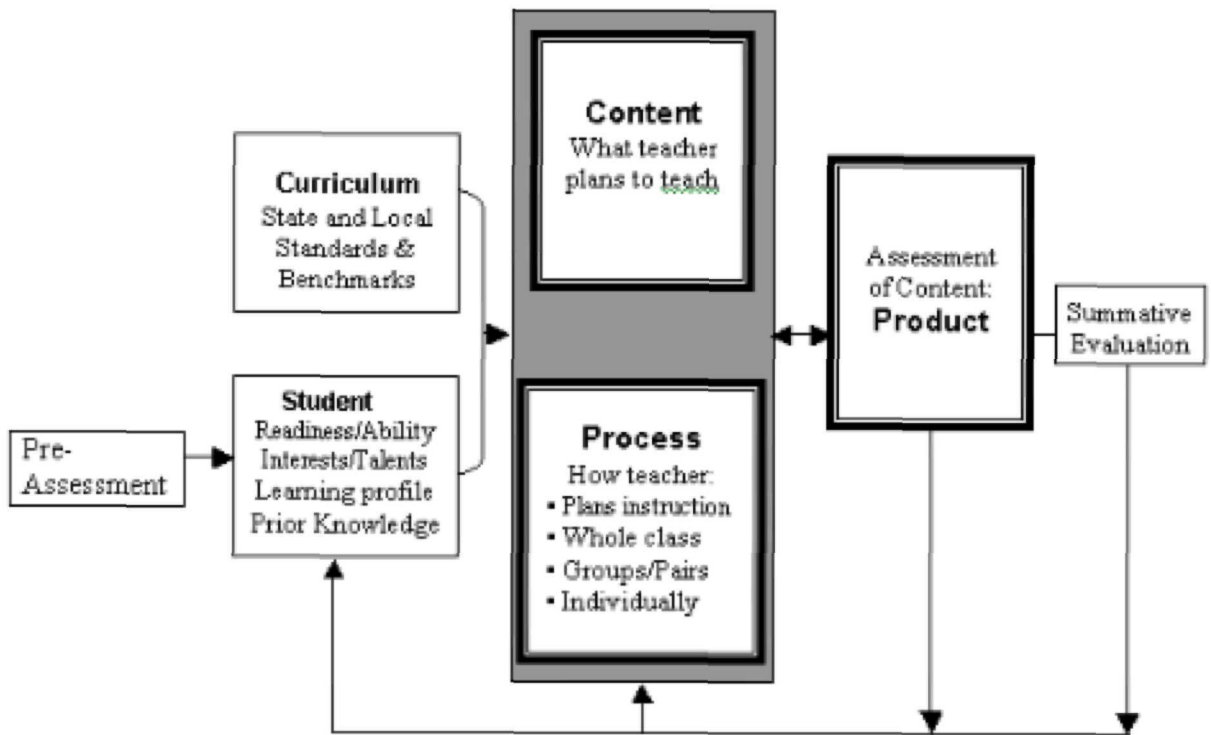 Pre-
Assessment
Curriculum
State and Local
Standards &
Benchmarks
Student
Readiness/Ability
Interests/Talents
Learning profile
Prior Knowledge
Content
What teacher
plans to teach
Process
How teacher:
▪ Plans instruction
▪ Whole class
▪ Groups/Pairs
▪ Individually
Assessment
of Content:
Product
Summative
Evaluation